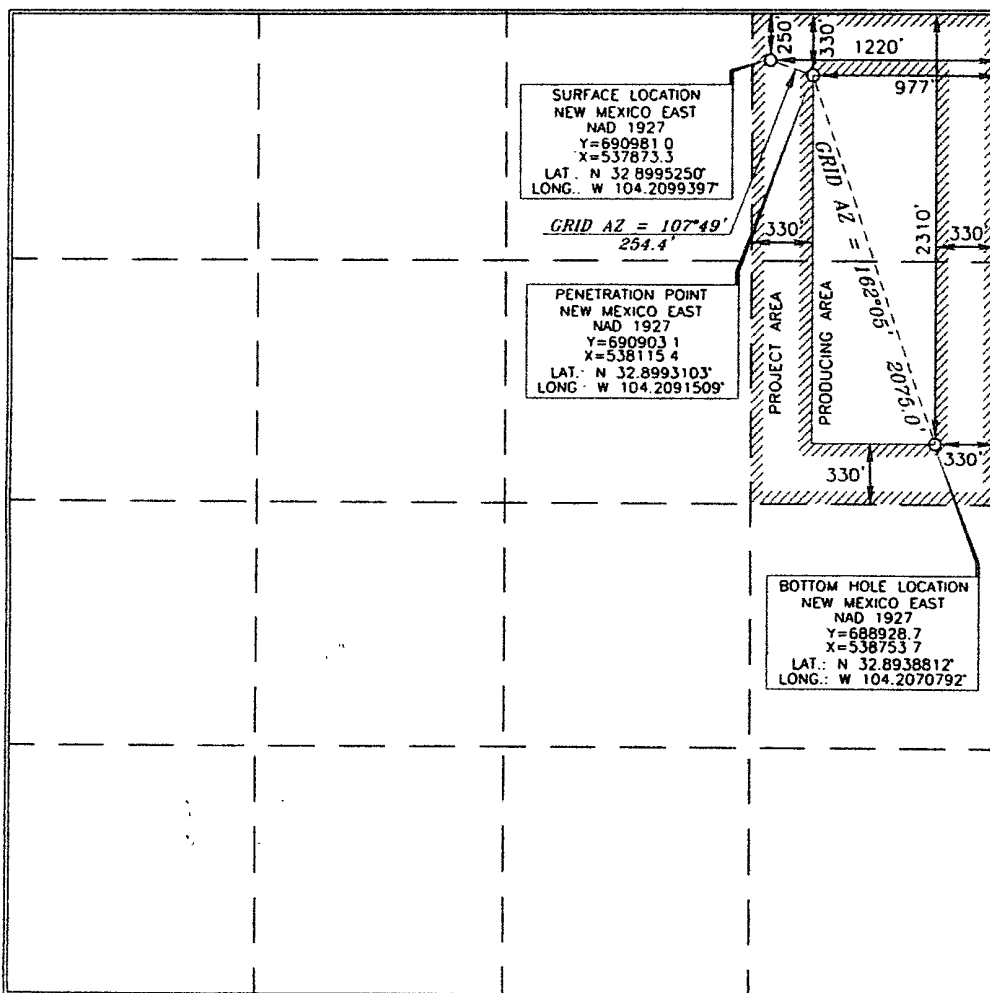 250'
330'
1220'
977'
SURFACE LOCATION
NEW MEXICO EAST
NAD 1927
Y=690981 0
X=537873.3
LAT. N 32.8995250°
LONG.. W 104.2099397°
GRID AZ = 107°49'
254.4'
330'
GRID AZ = 162°05' 2075.0'
2310'
330'
PENETRATION POINT
NEW MEXICO EAST
NAD 1927
Y=690903 1
X=538115 4
LAT.· N 32.8993103°
LONG · W 104.2091509°
PROJECT AREA
PRODUCING AREA
330'
330'
BOTTOM HOLE LOCATION
NEW MEXICO EAST
NAD 1927
Y=688928.7
X=538753 7
LAT.: N 32.8938812°
LONG.: W 104.2070792°